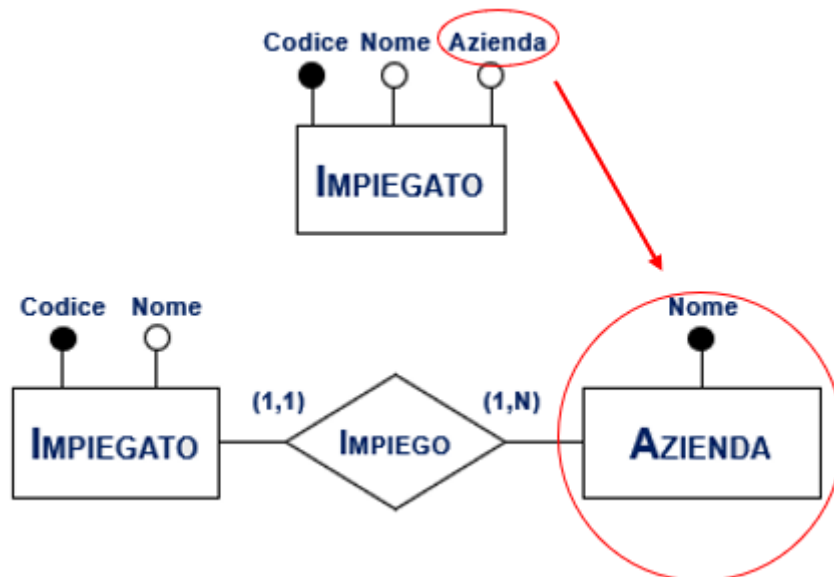 Codice Nome Azienda
IMPIEGATO
Codice Nome
Nome
(1,1)
(1,N)
IMPIEGATO
IMPIEGO
AZIENDA